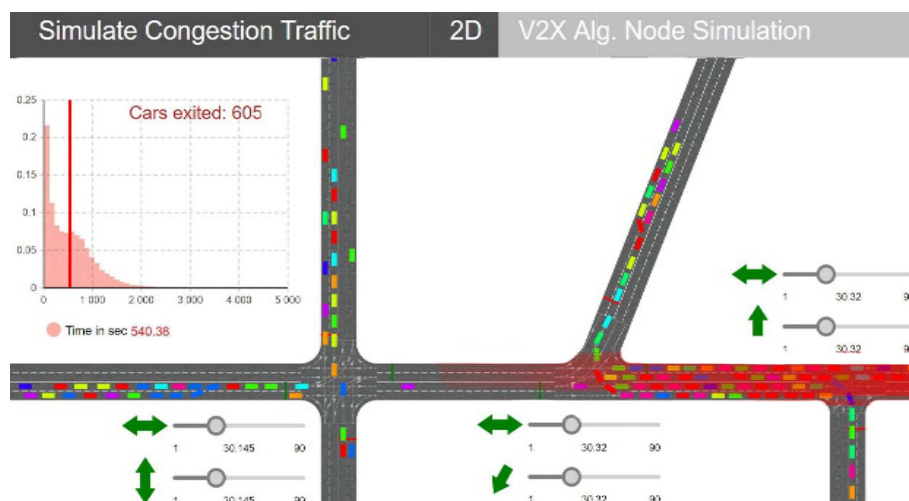 Simulate Congestion Traffic
2D
V2X Alg. Node Simulation
Cars exited: 605
0.25
0.2
0.15
0.1
0.05
0
0 1 000 2 000 3 000 4 000 5 000
Time in sec 540.38
1 30.32 90
1 30.32 90
1 30.145 90
1 30.145 90
1 30.32 90
1 30.32 90